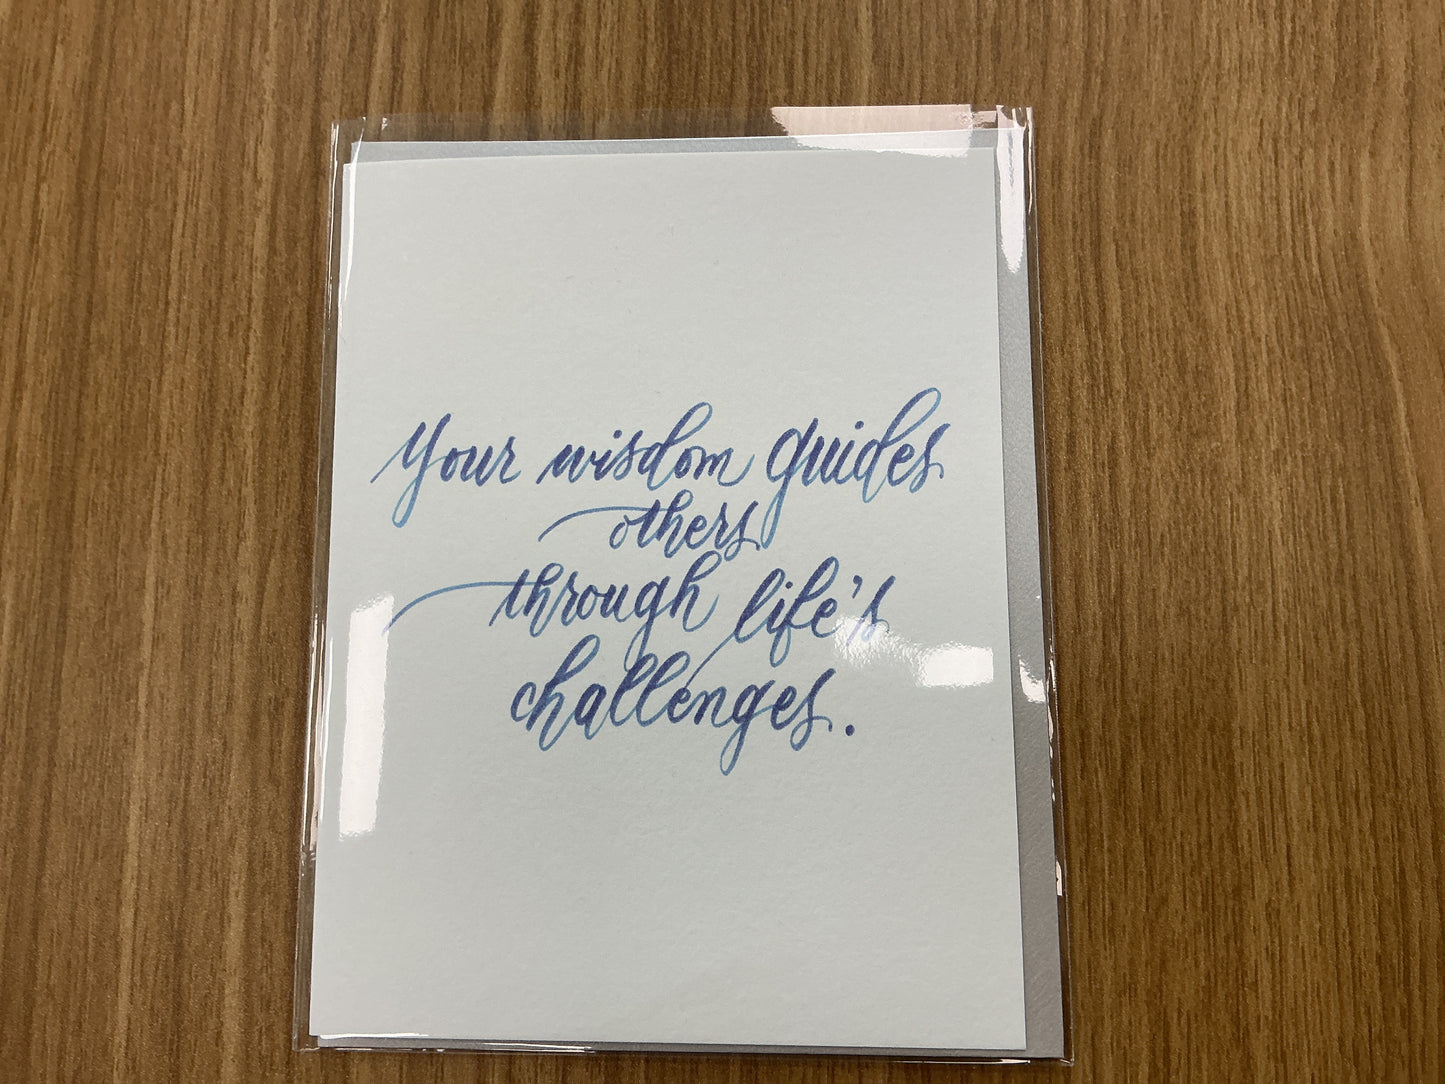 Your wisdom guides
others
through life's
challenges.